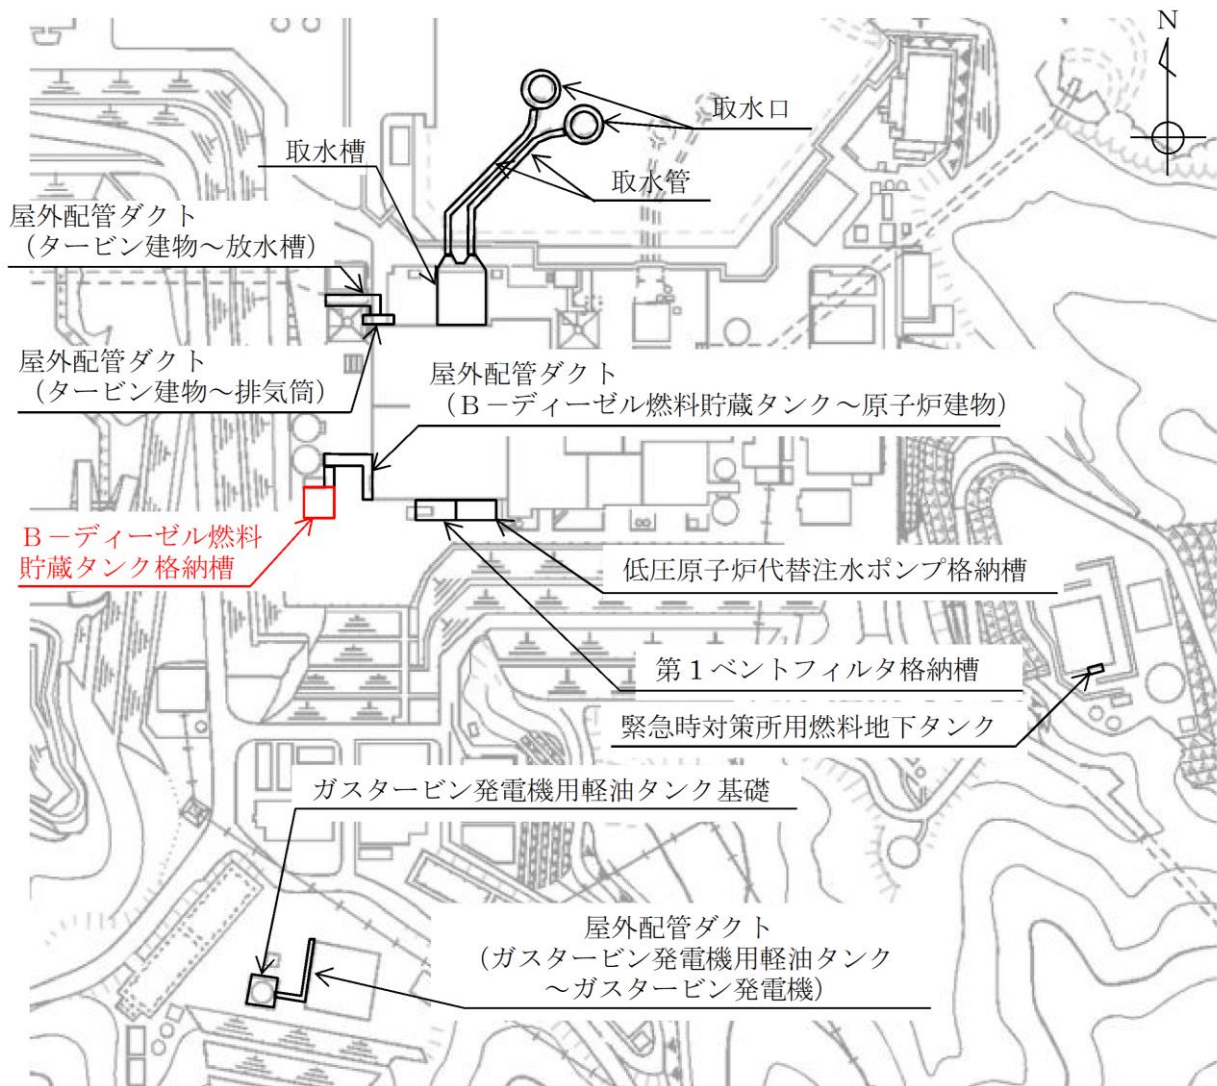 N
取水口
取水槽
取水管
屋外配管ダクト
(タービン建物～放水槽)
屋外配管ダクト
(タービン建物～排気筒)
屋外配管ダクト
(B－ディーゼル燃料貯蔵タンク～原子炉建物)
B－ディーゼル燃料
貯蔵タンク格納槽
低圧原子炉代替注水ポンプ格納槽
第１ベントフィルタ格納槽
緊急時対策所用燃料地下タンク
ガスタービン発電機用軽油タンク基礎
屋外配管ダクト
(ガスタービン発電機用軽油タンク
～ガスタービン発電機)